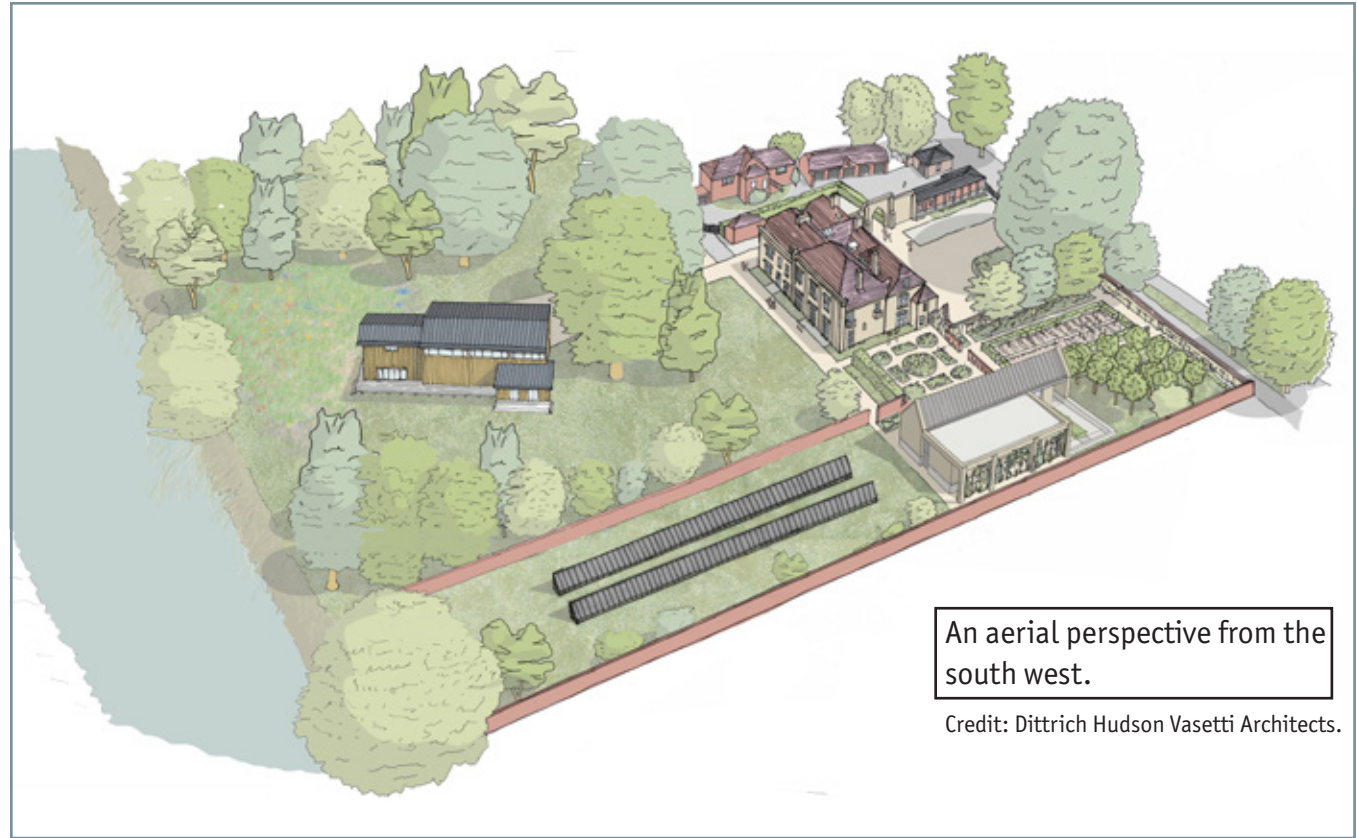 An aerial perspective from the
south west.
Credit: Dittrich Hudson Vasetti Architects.